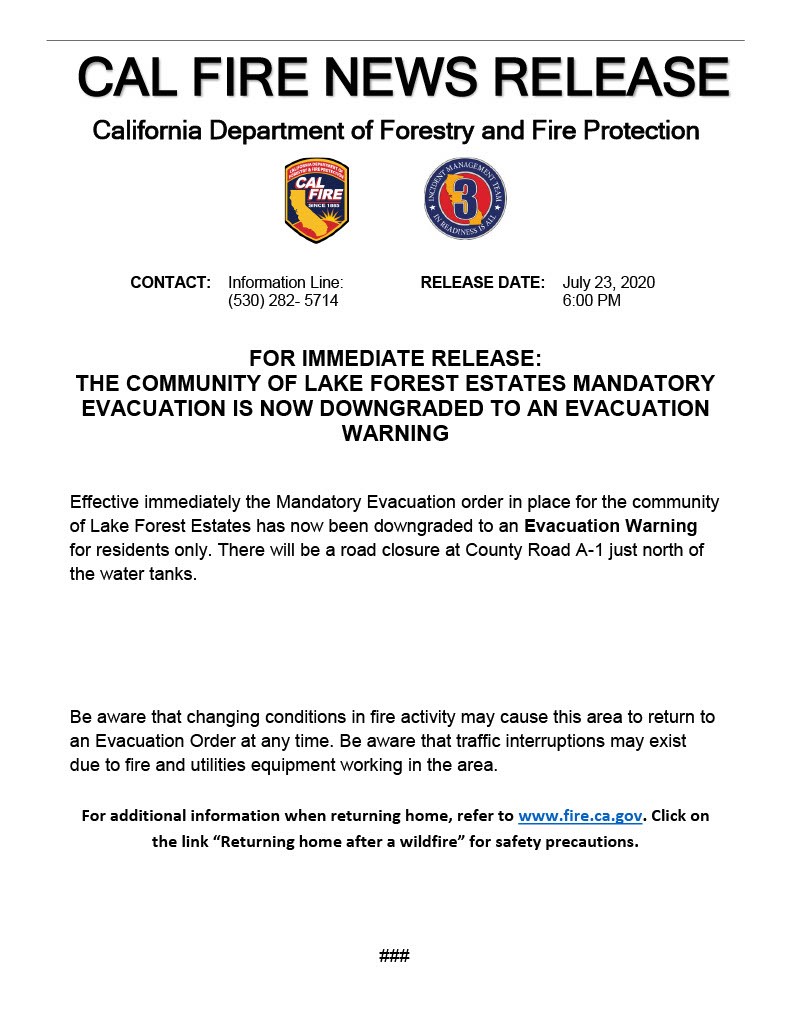 CAL FIRE NEWS RELEASE
California Department of Forestry and Fire Protection
CALIFORNIA DEPARTMENT OF
FORESTRY & FIRE PROTECTION
CAL
FIRE
SINCE 1885
INCIDENT MANAGEMENT TEAM
3
IN READINESS IS ALL
CONTACT: Information Line: RELEASE DATE: July 23, 2020
(530) 282- 5714 6:00 PM
FOR IMMEDIATE RELEASE:
THE COMMUNITY OF LAKE FOREST ESTATES MANDATORY
EVACUATION IS NOW DOWNGRADED TO AN EVACUATION
WARNING
Effective immediately the Mandatory Evacuation order in place for the community
of Lake Forest Estates has now been downgraded to an Evacuation Warning
for residents only. There will be a road closure at County Road A-1 just north of
the water tanks.
Be aware that changing conditions in fire activity may cause this area to return to
an Evacuation Order at any time. Be aware that traffic interruptions may exist
due to fire and utilities equipment working in the area.
For additional information when returning home, refer to www.fire.ca.gov. Click on
the link “Returning home after a wildfire” for safety precautions.
###